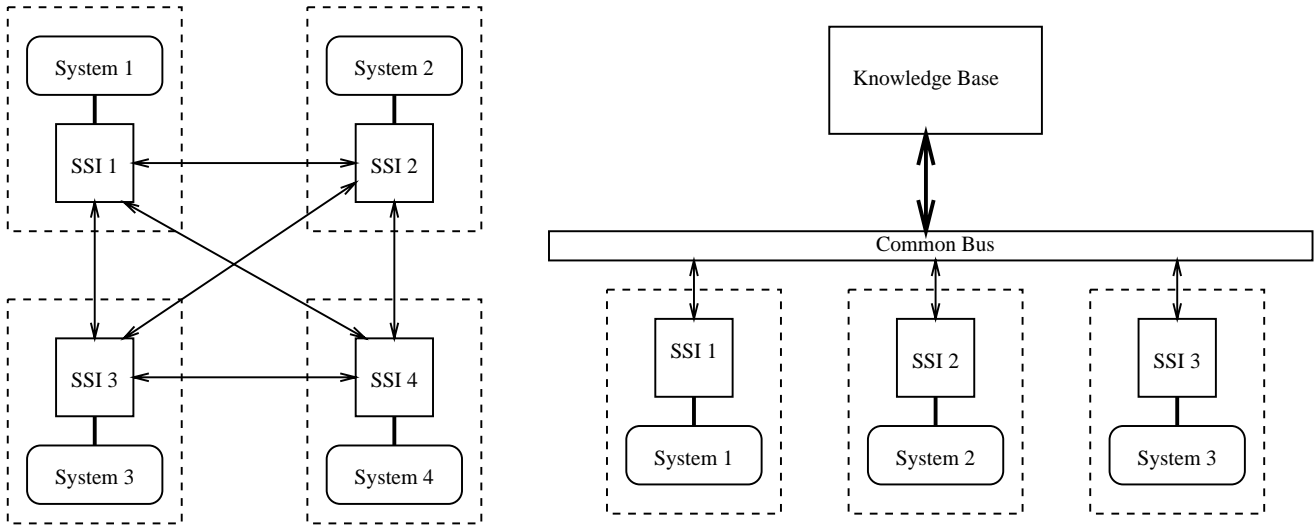 System 1
System 2
SSI 1
SSI 2
SSI 3
SSI 4
System 3
System 4
Knowledge Base
Common Bus
SSI 1
SSI 2
SSI 3
System 1
System 2
System 3